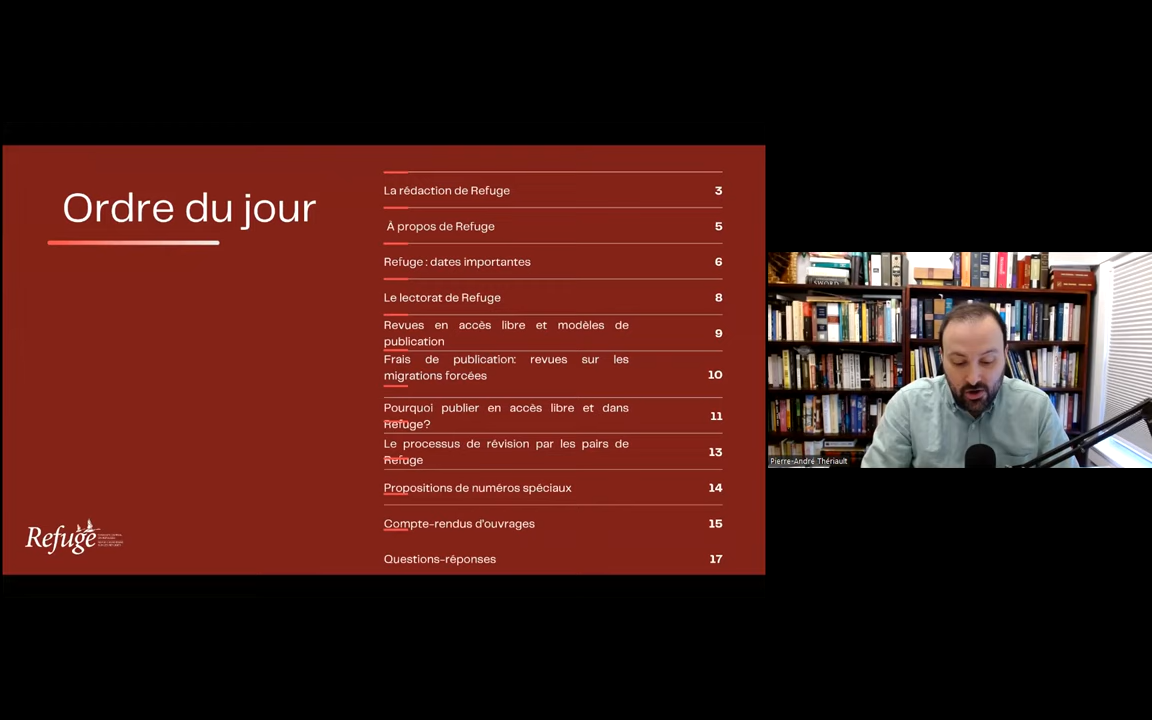 Ordre du jour
La rédaction de Refuge 3
À propos de Refuge 5
Refuge : dates importantes 6
Le lectorat de Refuge 8
Revues en accès libre et modèles de
publication 9
Frais de publication: revues sur les
migrations forcées 10
Pourquoi publier en accès libre et dans
Refuge? 11
Le processus de révision par les pairs de
Refuge 13
Propositions de numéros spéciaux 14
Compte-rendus d'ouvrages 15
Questions-réponses 17
Refuge
Pierre-André Thériault